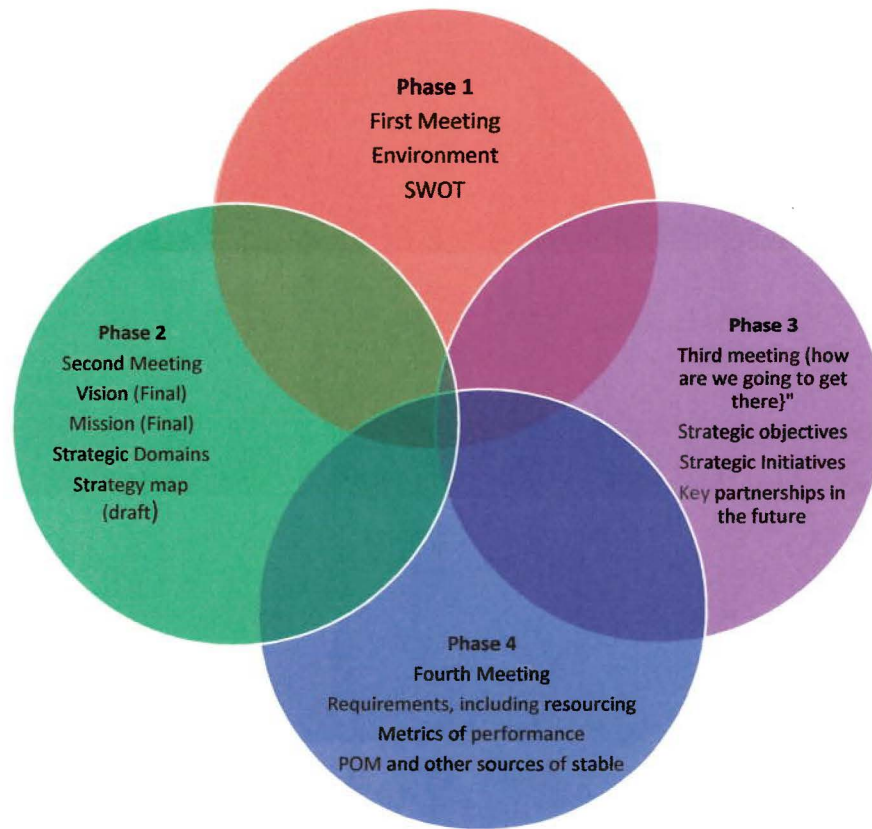 Phase 1
First Meeting
Environment
SWOT
Phase 2
Second Meeting
Vision (Final)
Mission (Final)
Strategic Domains
Strategy map
(draft)
Phase 3
Third meeting (how
are we going to get
there}"
Strategic objectives
Strategic Initiatives
Key partnerships in
the future
Phase 4
Fourth Meeting
Requirements, including resourcing
Metrics of performance
POM and other sources of stable